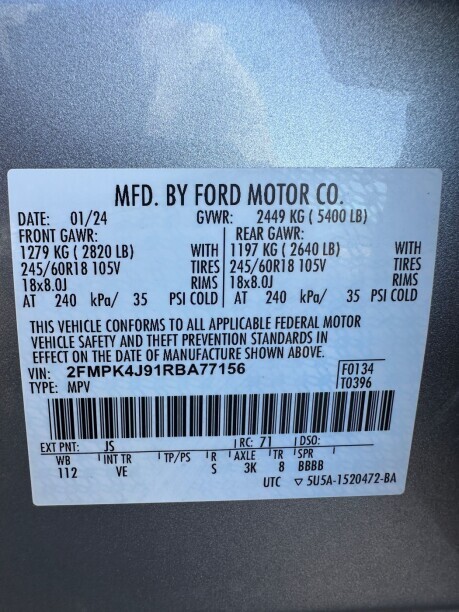 MFD. BY FORD MOTOR CO.
DATE: 01/24 GVWR: 2449 KG ( 5400 LB)
FRONT GAWR: REAR GAWR:
1279 KG ( 2820 LB) WITH 1197 KG ( 2640 LB) WITH
245/60R18 105V TIRES 245/60R18 105V TIRES
18x8.0J RIMS 18x8.0J RIMS
AT 240 kPa/ 35 PSI COLD AT 240 kPa/ 35 PSI COLD
THIS VEHICLE CONFORMS TO ALL APPLICABLE FEDERAL MOTOR
VEHICLE SAFETY AND THEFT PREVENTION STANDARDS IN
EFFECT ON THE DATE OF MANUFACTURE SHOWN ABOVE.
VIN: 2FMPK4J91RBA77156 F0134
TYPE: MPV T0396
EXT PNT: JS RC: 71 DSO:
WB INT TR TP/PS R AXLE TR SPR
112 VE S 3K 8 BBBB
UTC ▽ 5U5A-1520472-BA